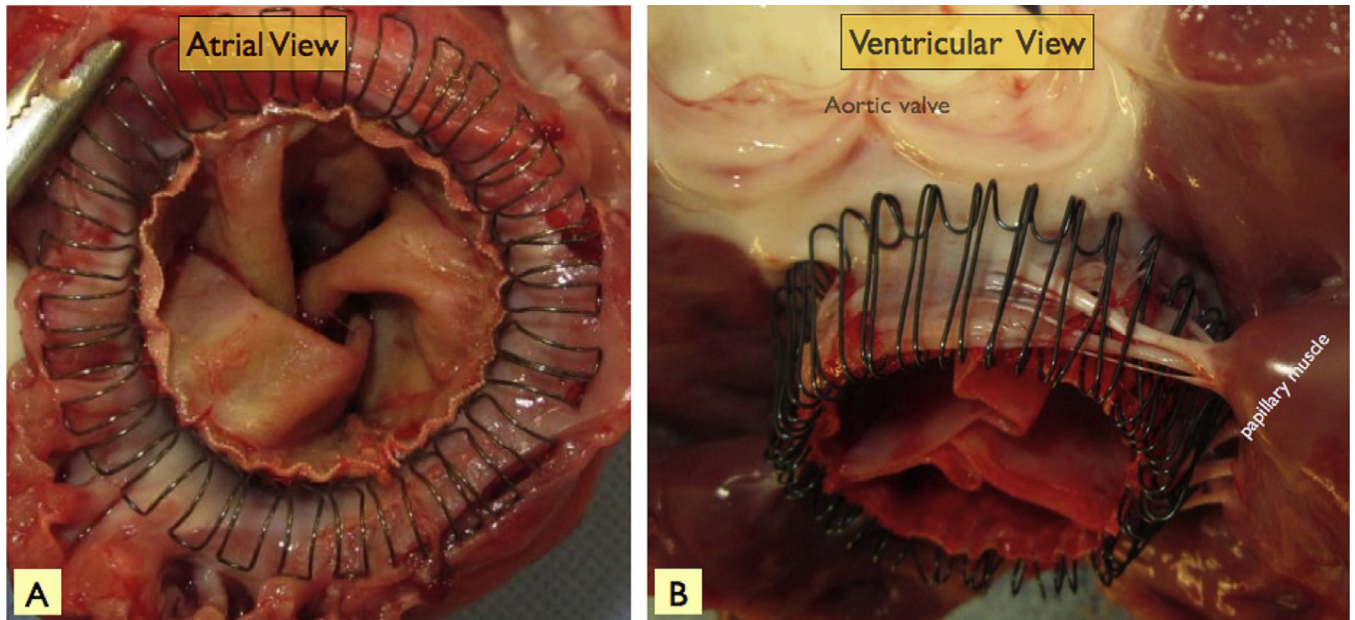 Atrial View
A
Ventricular View
Aortic valve
papillary muscle
B